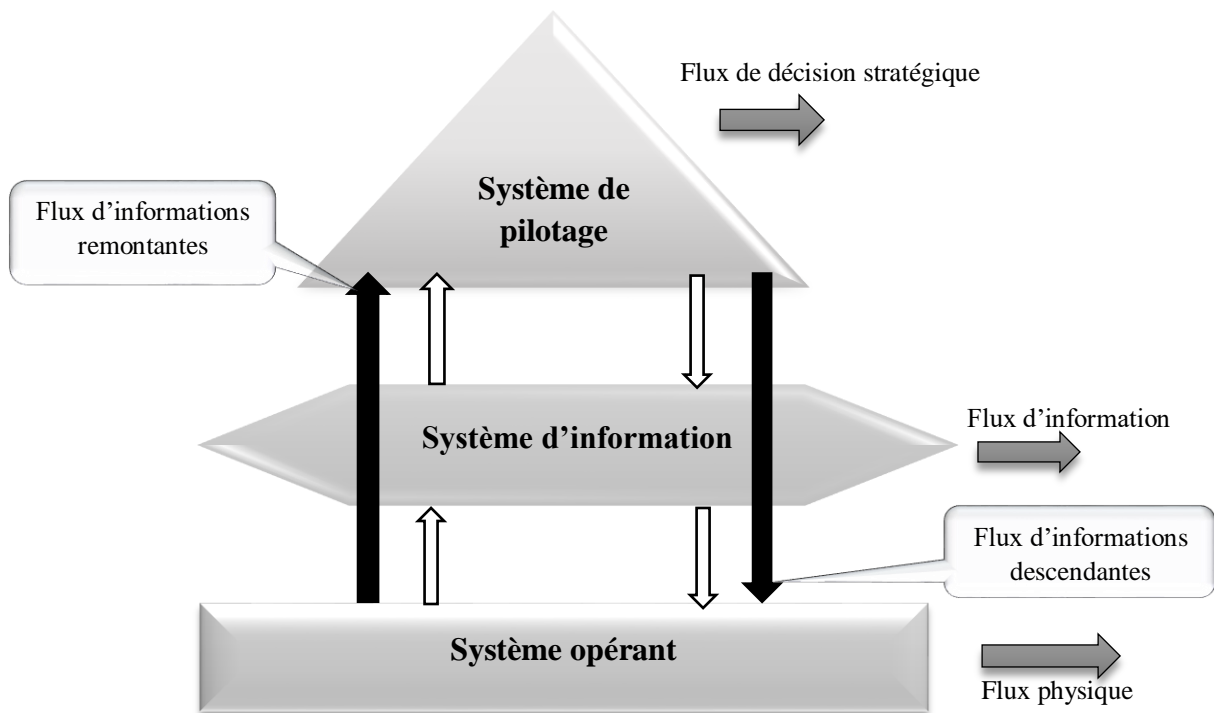 Flux de décision stratégique
Système de
pilotage
Flux d’informations
remontantes
Système d’information
Flux d’information
Flux d’informations
descendantes
Système opérant
Flux physique